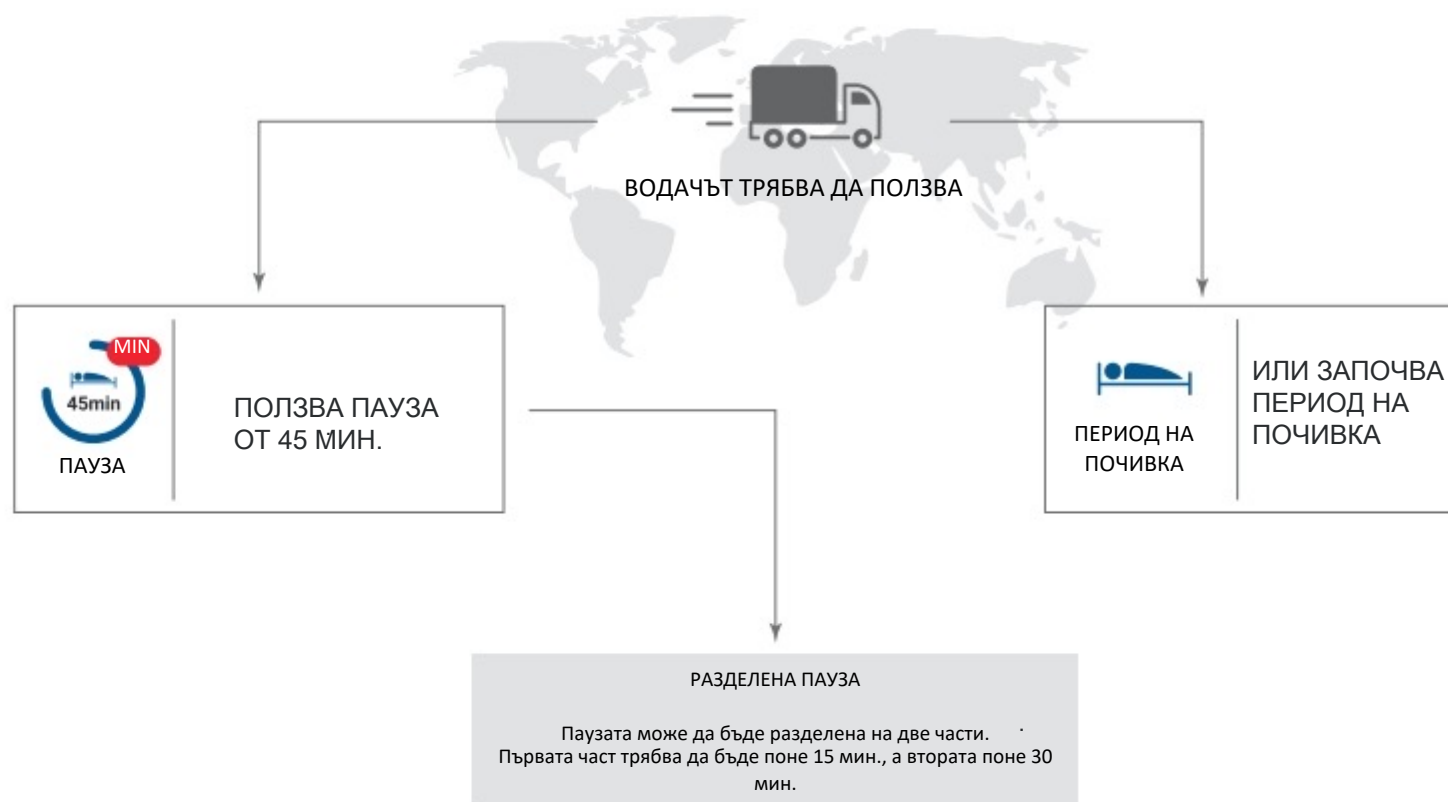 ВОДАЧЪТ ТРЯБВА ДА ПОЛЗВА
MIN
45min
ПАУЗА
ПОЛЗВА ПАУЗА
ОТ 45 МИН.
ПЕРИОД НА
ПОЧИВКА
ИЛИ ЗАПОЧВА
ПЕРИОД НА
ПОЧИВКА
РАЗДЕЛЕНА ПАУЗА
Паузата може да бъде разделена на две части.
Първата част трябва да бъде поне 15 мин., а втората поне 30
мин.